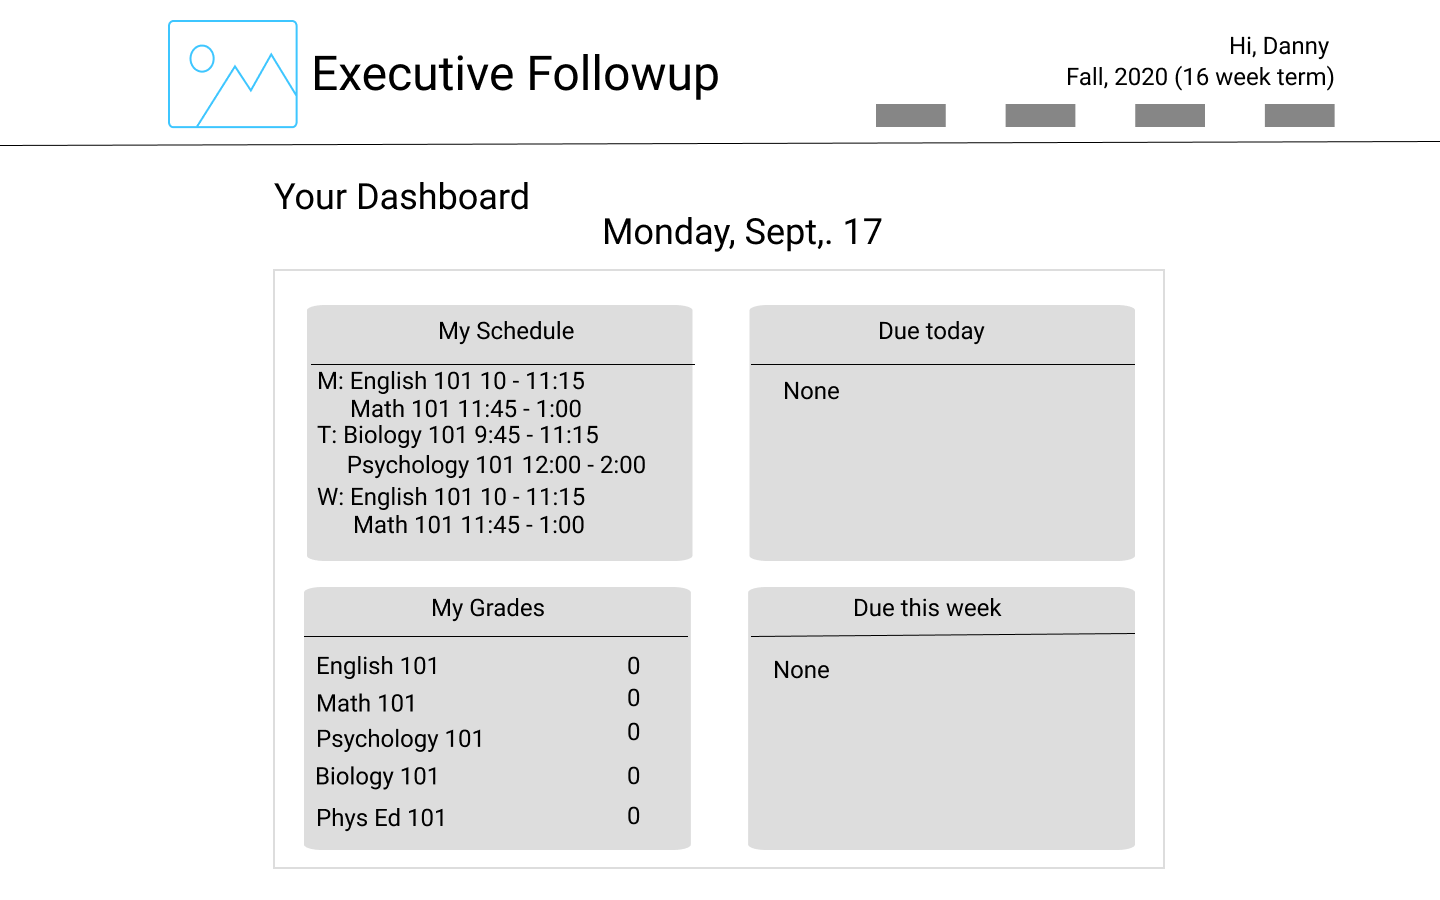 Executive Followup
Hi, Danny
Fall, 2020 (16 week term)
Your Dashboard
Monday, Sept,. 17
My Schedule
M: English 101 10 - 11:15
Math 101 11:45 - 1:00
T: Biology 101 9:45 - 11:15
Psychology 101 12:00 - 2:00
W: English 101 10 - 11:15
Math 101 11:45 - 1:00
Due today
None
My Grades
English 101 0
Math 101 0
Psychology 101 0
Biology 101 0
Phys Ed 101 0
Due this week
None